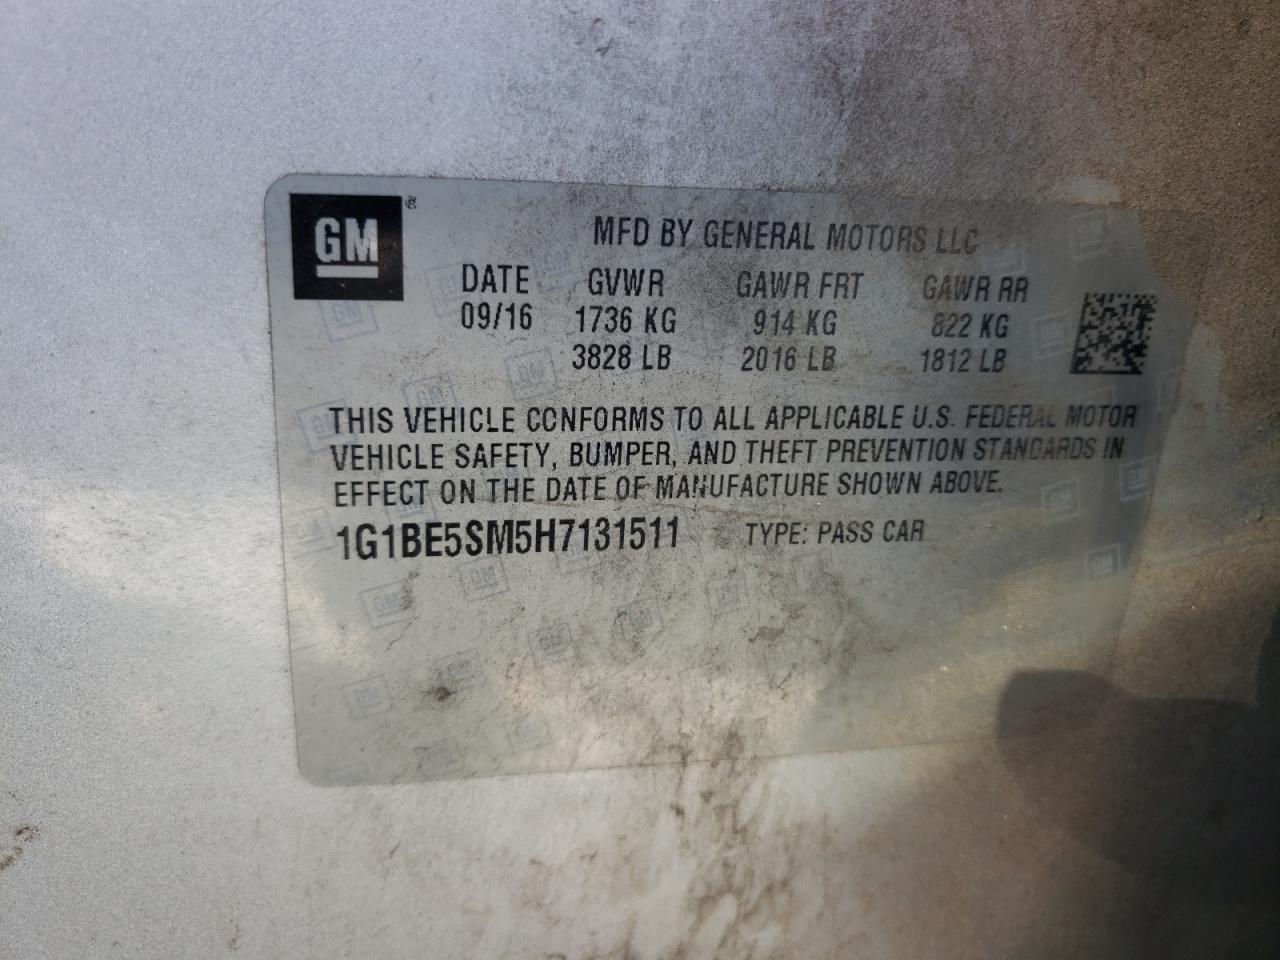 GM®
MFD BY GENERAL MOTORS LLC
DATE GVWR GAWR FRT GAWR RR
09/16 1736 KG 914 KG 822 KG
3828 LB 2016 LB 1812 LB
THIS VEHICLE CONFORMS TO ALL APPLICABLE U.S. FEDERAL MOTOR
VEHICLE SAFETY, BUMPER, AND THEFT PREVENTION STANDARDS IN
EFFECT ON THE DATE OF MANUFACTURE SHOWN ABOVE.
1G1BE5SM5H7131511 TYPE: PASS CAR